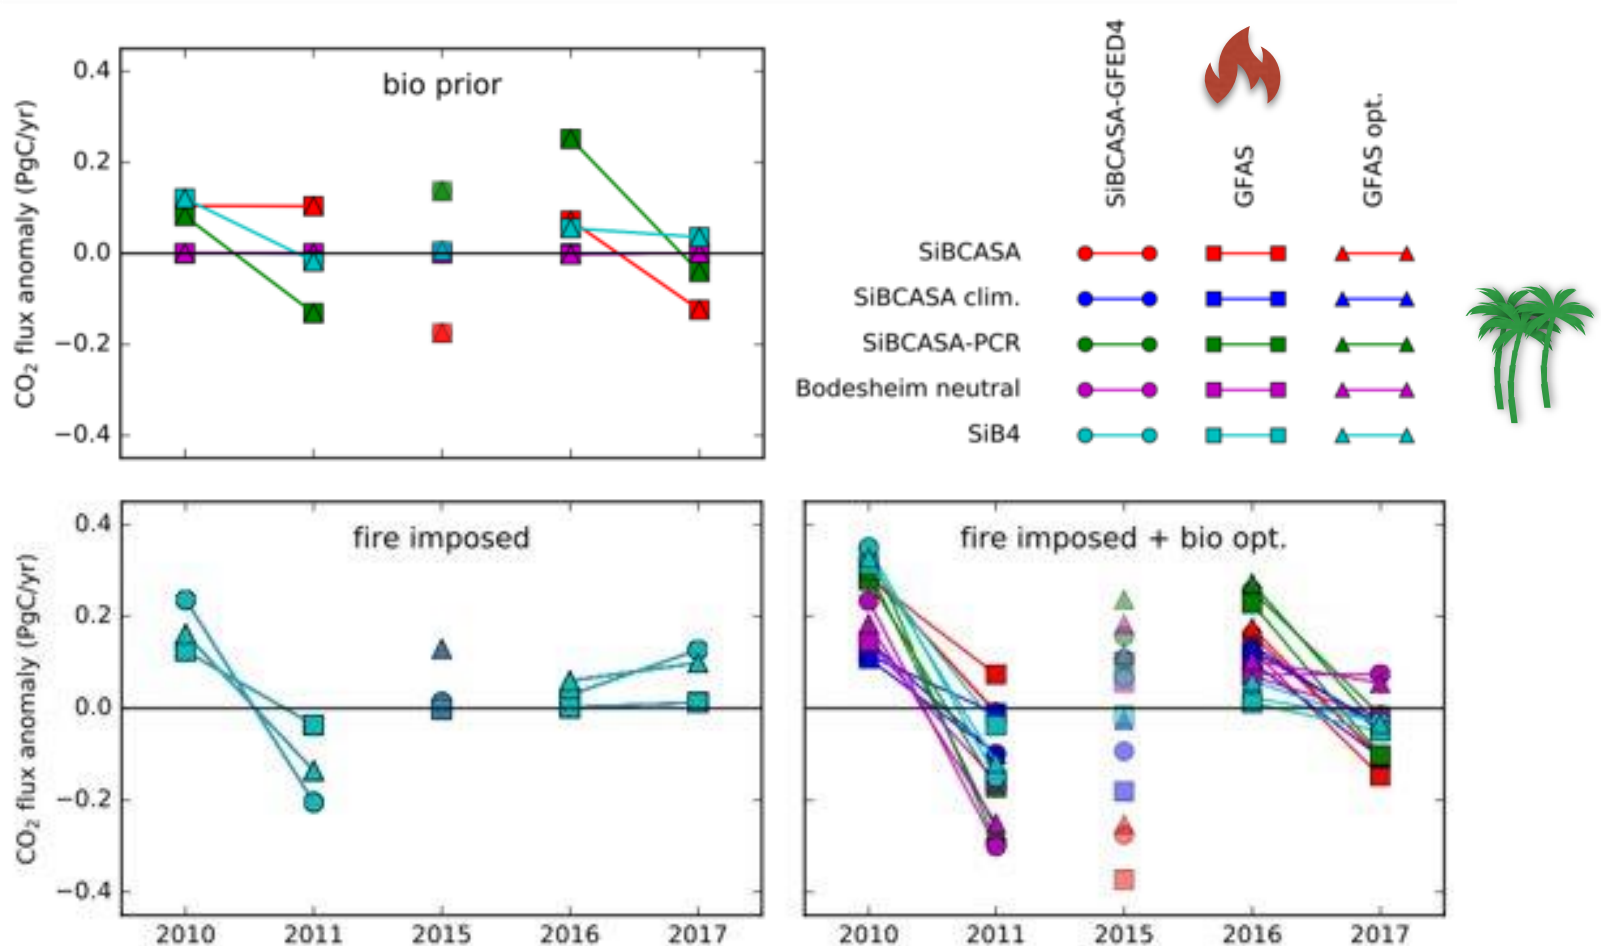 bio prior
CO₂ flux anomaly (PgC/yr)
0.4
0.2
0.0
−0.2
−0.4
SiBCASA-GFED4
GFAS
GFAS opt.
SiBCASA
SiBCASA clim.
SiBCASA-PCR
Bodesheim neutral
SiB4
fire imposed
CO₂ flux anomaly (PgC/yr)
0.4
0.2
0.0
−0.2
−0.4
2010 2011 2015 2016 2017
fire imposed + bio opt.
2010 2011 2015 2016 2017